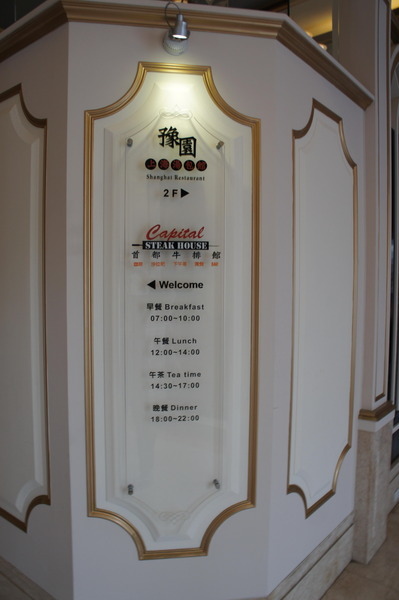 豫園
Shanghai Restaurant
2F▶
Capital
STEAK HOUSE
首都牛排館
◀ Welcome
早餐 Breakfast
07:00~10:00
午餐 Lunch
12:00~14:00
午茶 Tea time
14:30~17:00
晚餐 Dinner
18:00~22:00